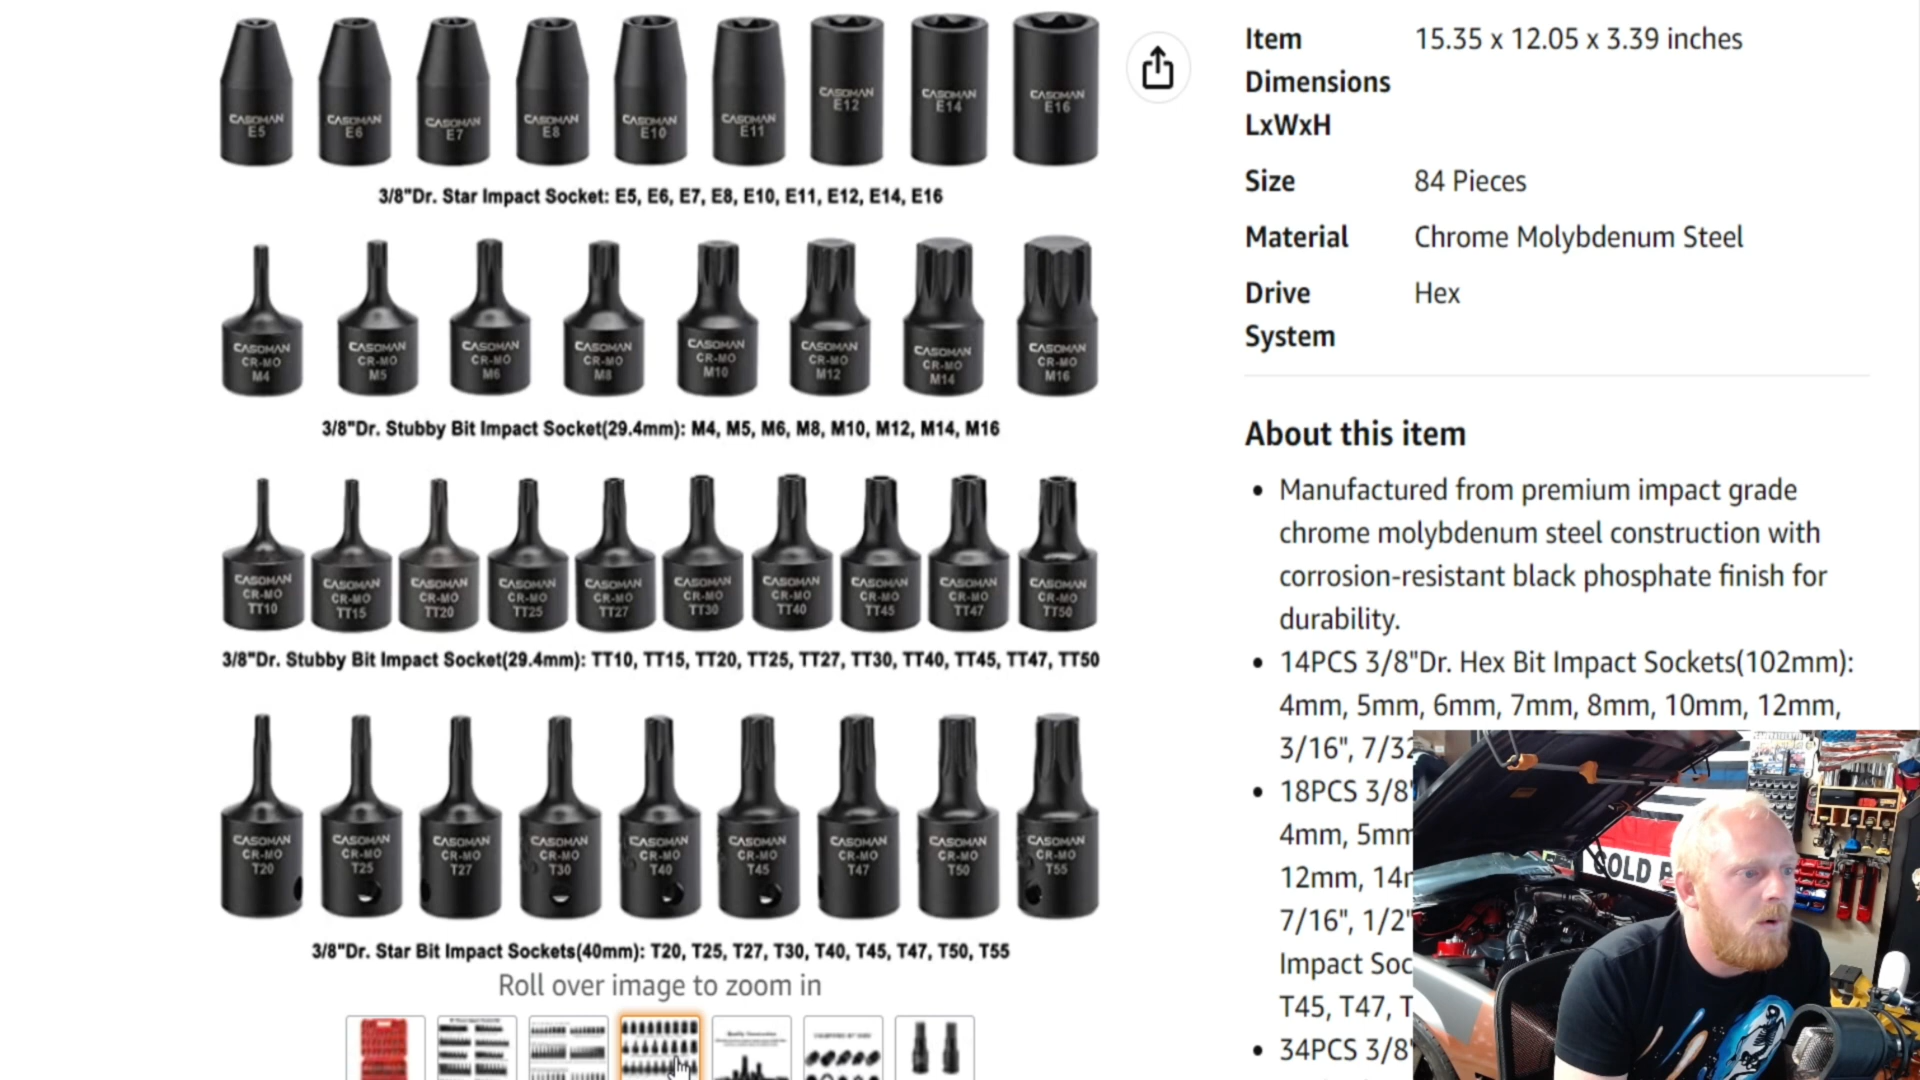 CASOMAN E5
CASOMAN E6
CASOMAN E7
CASOMAN E8
CASOMAN E10
CASOMAN E11
CASOMAN E12
CASOMAN E14
CASOMAN E16
3/8"Dr. Star Impact Socket: E5, E6, E7, E8, E10, E11, E12, E14, E16
CASOMAN CR-MO M4
CASOMAN CR-MO M5
CASOMAN CR-MO M6
CASOMAN CR-MO M8
CASOMAN CR-MO M10
CASOMAN CR-MO M12
CASOMAN CR-MO M14
CASOMAN CR-MO M16
3/8"Dr. Stubby Bit Impact Socket(29.4mm): M4, M5, M6, M8, M10, M12, M14, M16
CASOMAN CR-MO TT10
CASOMAN CR-MO TT15
CASOMAN CR-MO TT20
CASOMAN CR-MO TT25
CASOMAN CR-MO TT27
CASOMAN CR-MO TT30
CASOMAN CR-MO TT40
CASOMAN CR-MO TT45
CASOMAN CR-MO TT47
CASOMAN CR-MO TT50
3/8"Dr. Stubby Bit Impact Socket(29.4mm): TT10, TT15, TT20, TT25, TT27, TT30, TT40, TT45, TT47, TT50
CASOMAN CR-MO T20
CASOMAN CR-MO T25
CASOMAN CR-MO T27
CASOMAN CR-MO T30
CASOMAN CR-MO T40
CASOMAN CR-MO T45
CASOMAN CR-MO T47
CASOMAN CR-MO T50
CASOMAN CR-MO T55
3/8"Dr. Star Bit Impact Sockets(40mm): T20, T25, T27, T30, T40, T45, T47, T50, T55
Roll over image to zoom in
Item Dimensions LxWxH 15.35 x 12.05 x 3.39 inches
Size 84 Pieces
Material Chrome Molybdenum Steel
Drive System Hex
About this item
• Manufactured from premium impact grade
chrome molybdenum steel construction with
corrosion-resistant black phosphate finish for
durability.
• 14PCS 3/8"Dr. Hex Bit Impact Sockets(102mm):
4mm, 5mm, 6mm, 7mm, 8mm, 10mm, 12mm,
3/16", 7/32
• 18PCS 3/8"
4mm, 5mm
12mm, 14m
7/16", 1/2"
Impact Soc
T45, T47, T
• 34PCS 3/8"
COLD